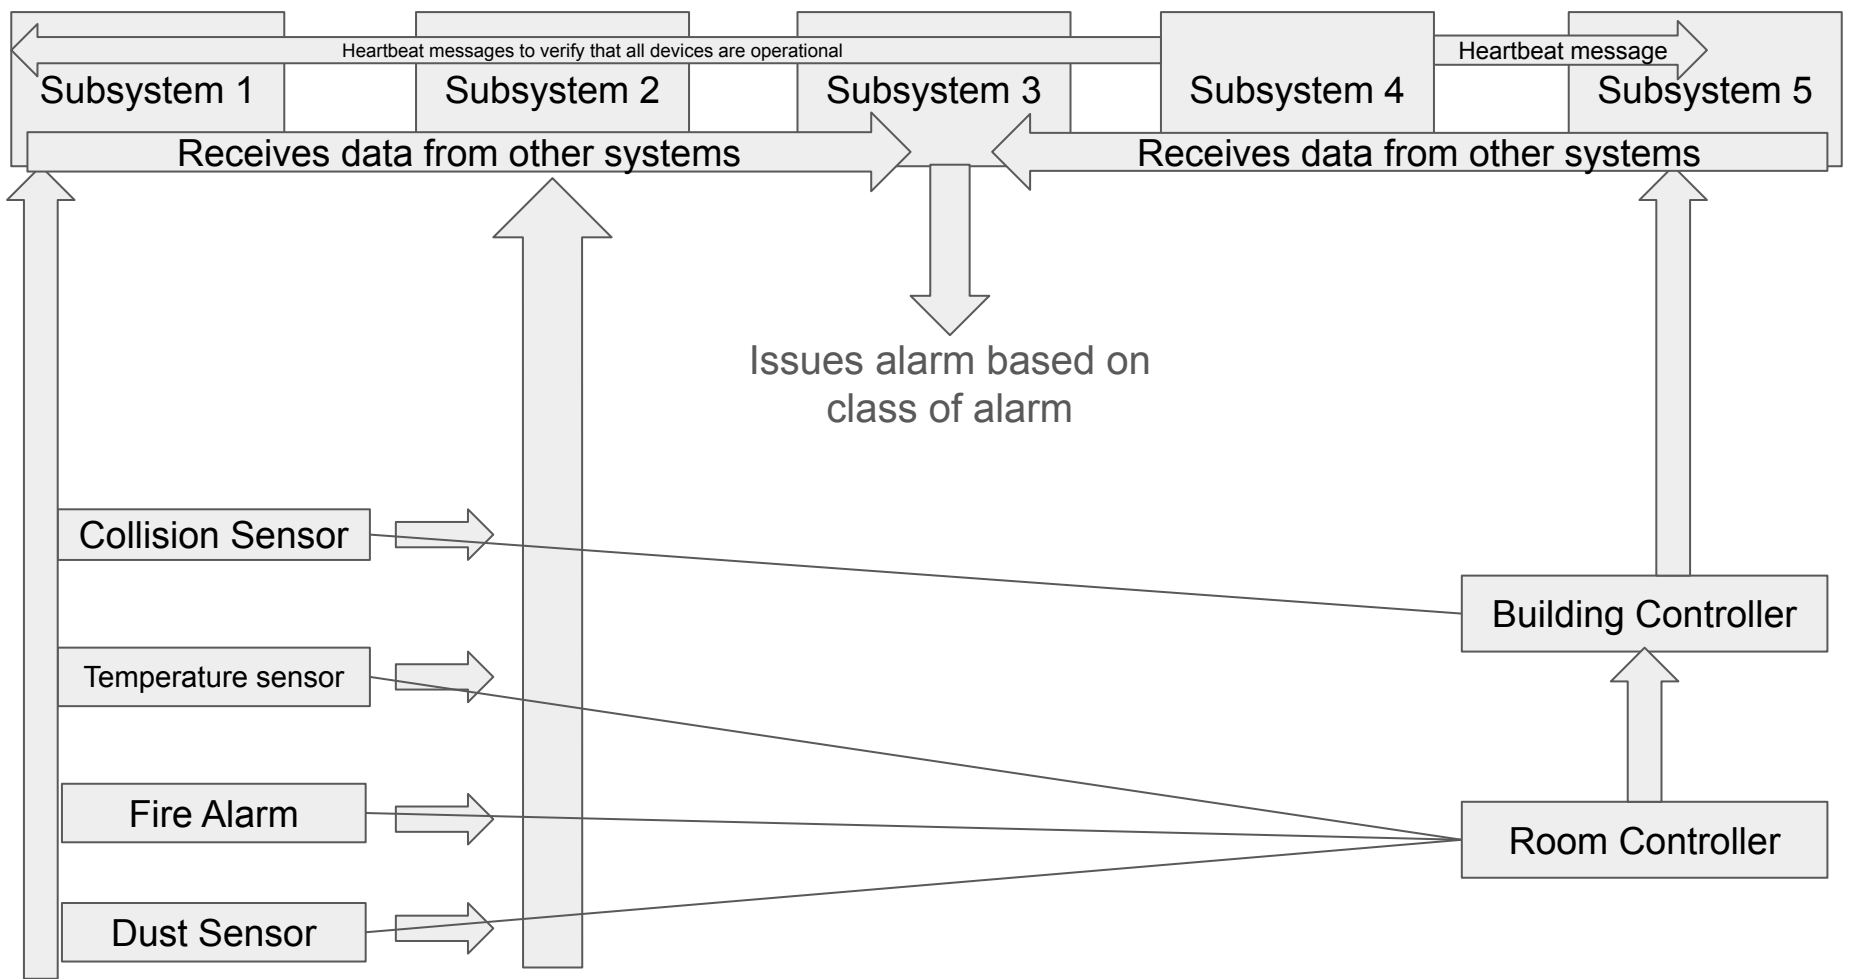 Heartbeat messages to verify that all devices are operational
Heartbeat message
Subsystem 1
Subsystem 2
Subsystem 3
Subsystem 4
Subsystem 5
Receives data from other systems
Receives data from other systems
Issues alarm based on
class of alarm
Collision Sensor
Building Controller
Temperature sensor
Fire Alarm
Room Controller
Dust Sensor